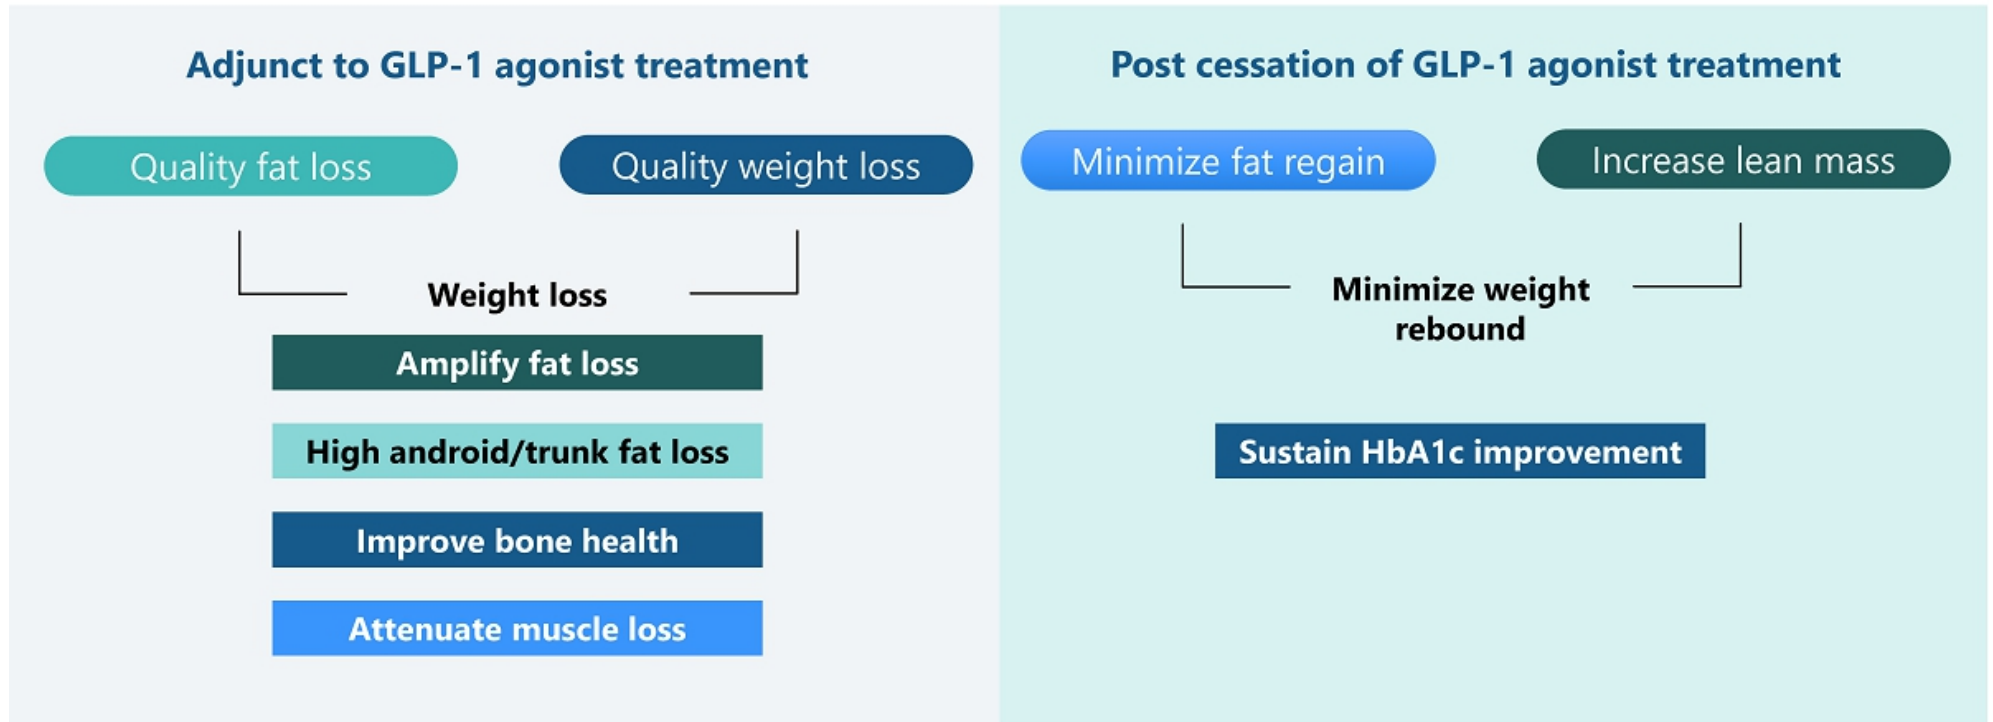 Adjunct to GLP-1 agonist treatment
Quality fat loss
Quality weight loss
Weight loss
Amplify fat loss
High android/trunk fat loss
Improve bone health
Attenuate muscle loss
Post cessation of GLP-1 agonist treatment
Minimize fat regain
Increase lean mass
Minimize weight
rebound
Sustain HbA1c improvement